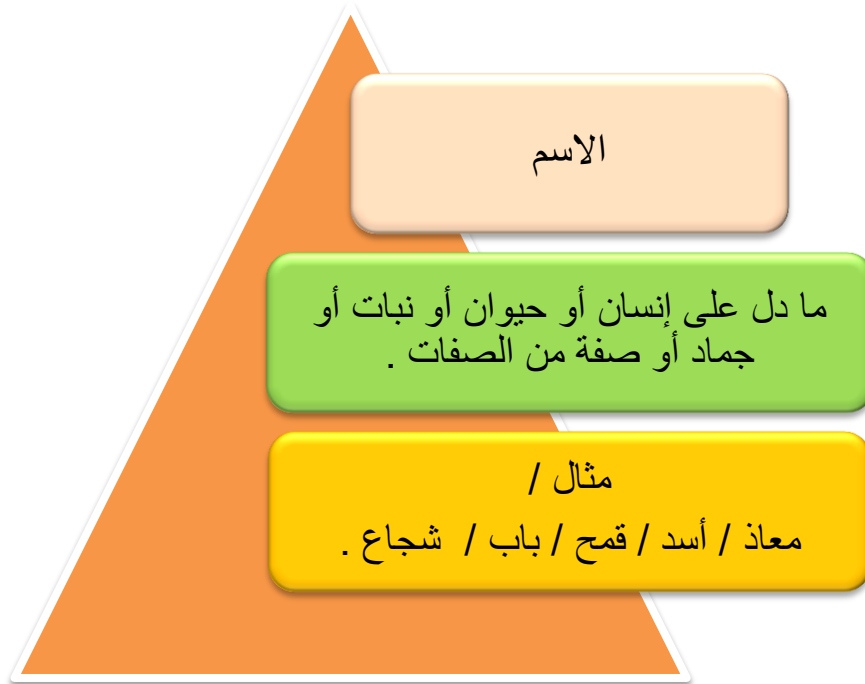 الاسم
ما دل على إنسان أو حيوان أو نبات أو
جماد أو صفة من الصفات .
مثال /
معاذ / أسد / قمح / باب / شجاع .